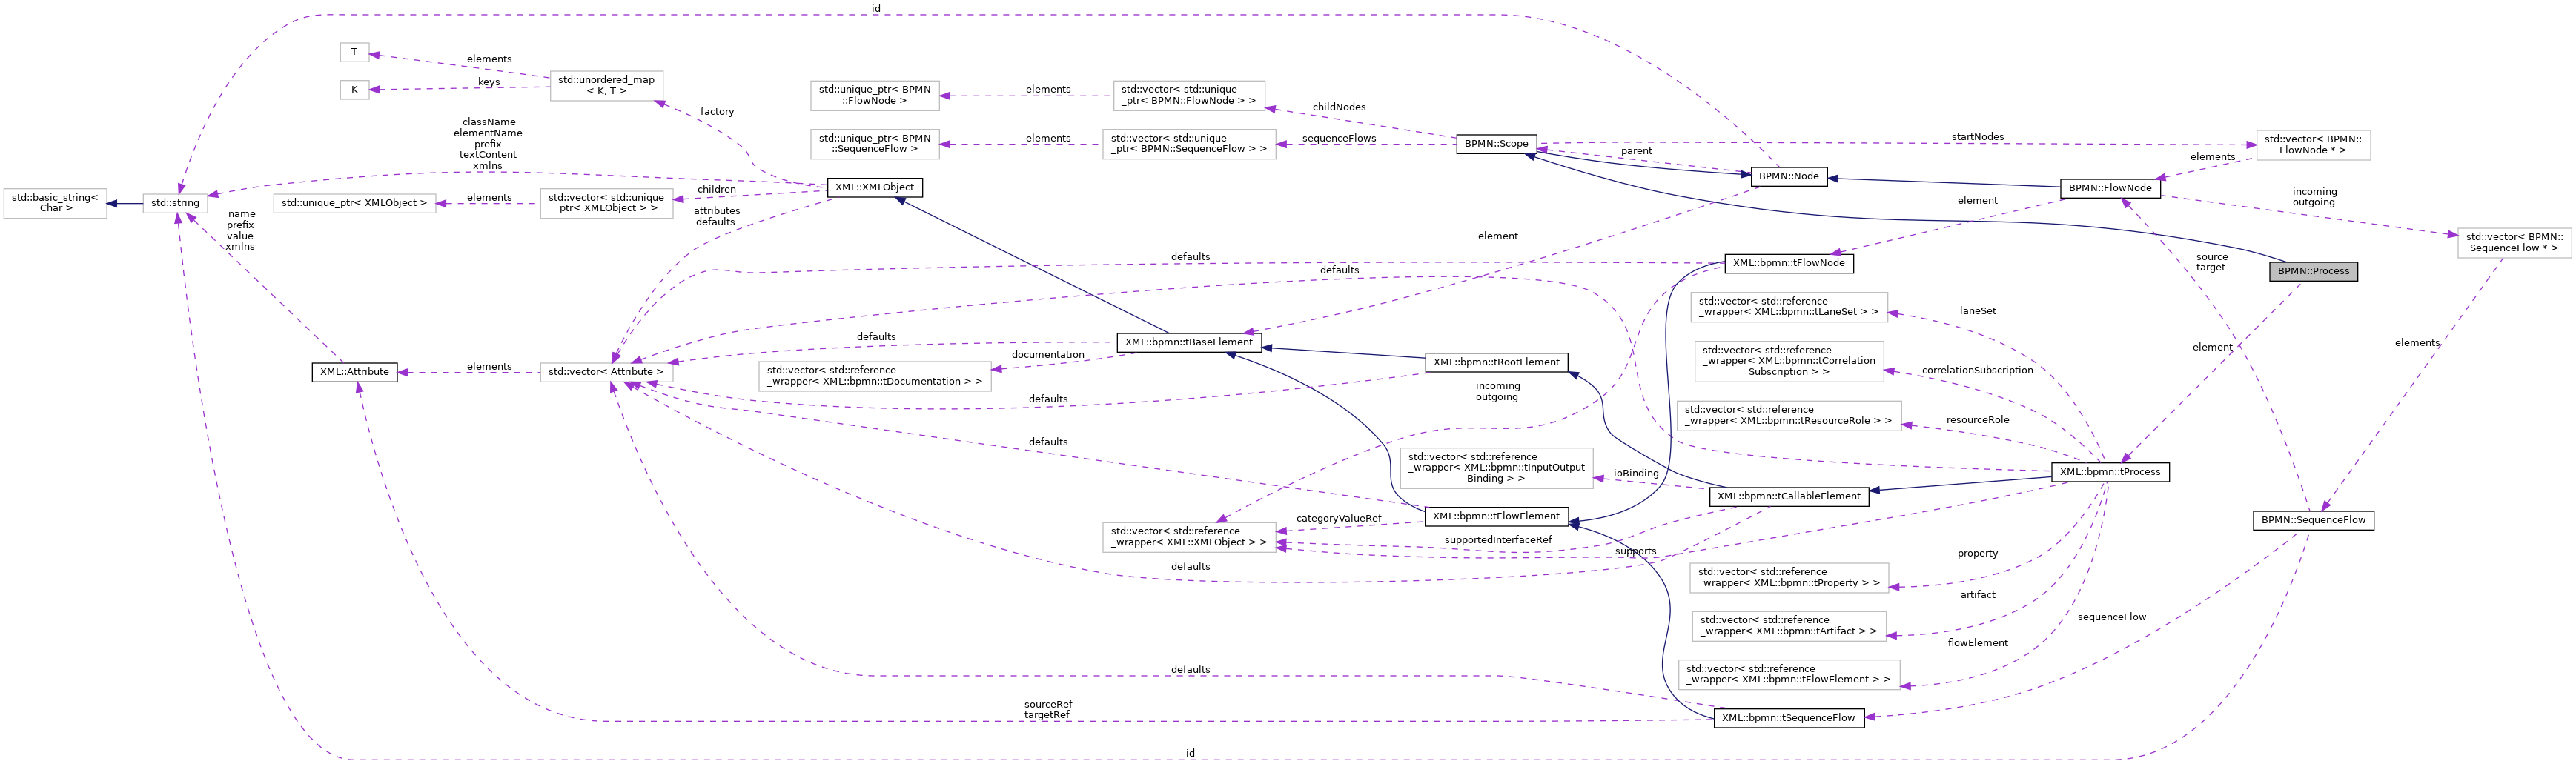 id
T
elements
K
keys
std::unordered_map
< K, T >
factory
className
elementName
prefix
textContent
xmlns
std::basic_string<
Char >
std::string
std::unique_ptr< XMLObject >
elements
std::vector< std::unique
_ptr< XMLObject > >
children
XML::XMLObject
name
prefix
value
xmlns
attributes
defaults
std::unique_ptr< BPMN
::FlowNode >
elements
std::vector< std::unique
_ptr< BPMN::FlowNode > >
childNodes
std::unique_ptr< BPMN
::SequenceFlow >
elements
std::vector< std::unique
_ptr< BPMN::SequenceFlow > >
sequenceFlows
BPMN::Scope
parent
startNodes
BPMN::Node
std::vector< BPMN::
FlowNode * >
elements
BPMN::FlowNode
incoming
outgoing
element
element
std::vector< BPMN::
SequenceFlow * >
source
target
BPMN::Process
defaults
defaults
XML::bpmn::tFlowNode
std::vector< std::reference
_wrapper< XML::bpmn::tLaneSet > >
laneSet
XML::Attribute
elements
std::vector< Attribute >
defaults
XML::bpmn::tBaseElement
documentation
std::vector< std::reference
_wrapper< XML::bpmn::tDocumentation > >
XML::bpmn::tRootElement
defaults
incoming
outgoing
std::vector< std::reference
_wrapper< XML::bpmn::tCorrelation
Subscription > >
correlationSubscription
element
elements
std::vector< std::reference
_wrapper< XML::bpmn::tResourceRole > >
resourceRole
defaults
std::vector< std::reference
_wrapper< XML::bpmn::tInputOutput
Binding > >
ioBinding
XML::bpmn::tProcess
XML::bpmn::tCallableElement
std::vector< std::reference
_wrapper< XML::XMLObject > >
categoryValueRef
XML::bpmn::tFlowElement
supportedInterfaceRef
supports
defaults
BPMN::SequenceFlow
std::vector< std::reference
_wrapper< XML::bpmn::tProperty > >
property
std::vector< std::reference
_wrapper< XML::bpmn::tArtifact > >
artifact
sequenceFlow
flowElement
std::vector< std::reference
_wrapper< XML::bpmn::tFlowElement > >
defaults
sourceRef
targetRef
XML::bpmn::tSequenceFlow
id